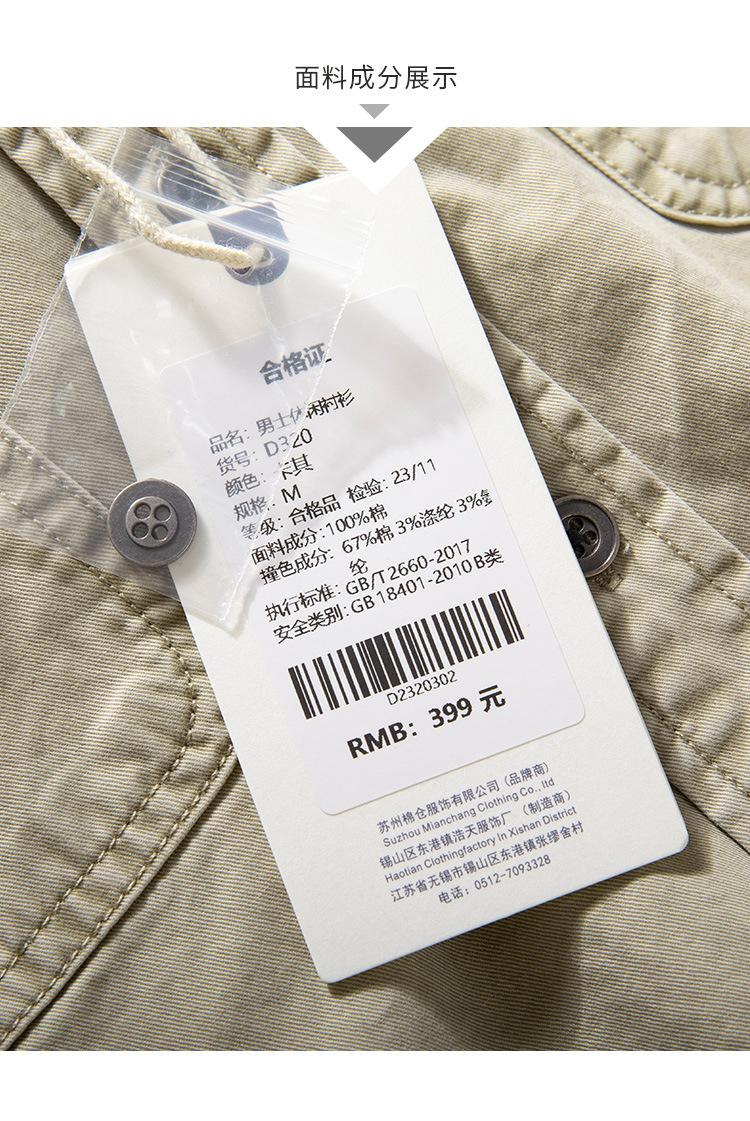 面料成分展示
合格证
品名：男士休闲衬衫
货号：D320
颜色：卡其
规格：M
等级：合格品 检验：23/11
面料成分：100%棉
撞色成分： 67%棉 3%涤纶 3%氨
纶
执行标准：GB/T2660-2017
安全类别：GB 18401-2010 B类
D2320302
RMB：399 元
苏州棉仓服饰有限公司（品牌商）
Suzhou Mianchang Clothing Co., ltd
锡山区东港镇浩天服饰厂 （制造商）
Haotian Clothingfactory In Xishan District
江苏省无锡市锡山区东港镇张缪舍村
电话：0512-7093328